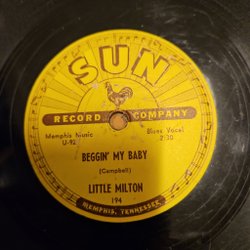 SUN
RECORD COMPANY
Memphis Music
U-92
Blues Vocal
2:30
BEGGIN' MY BABY
(Campbell)
LITTLE MILTON
194
MEMPHIS, TENNESSEE